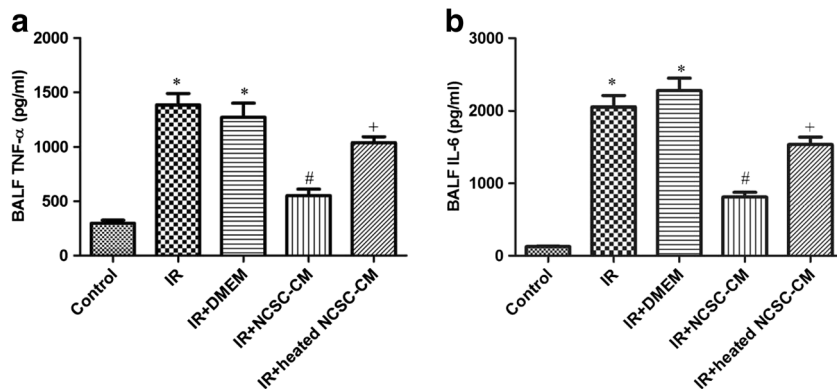 a
BALF TNF-α (pg/ml)
2000
1500
1000
500
0
*
*
#
+
Control
IR
IR+DMEM
IR+NCSC-CM
IR+heated NCSC-CM
b
BALF IL-6 (pg/ml)
3000
2000
1000
0
*
*
#
+
Control
IR
IR+DMEM
IR+NCSC-CM
IR+heated NCSC-CM